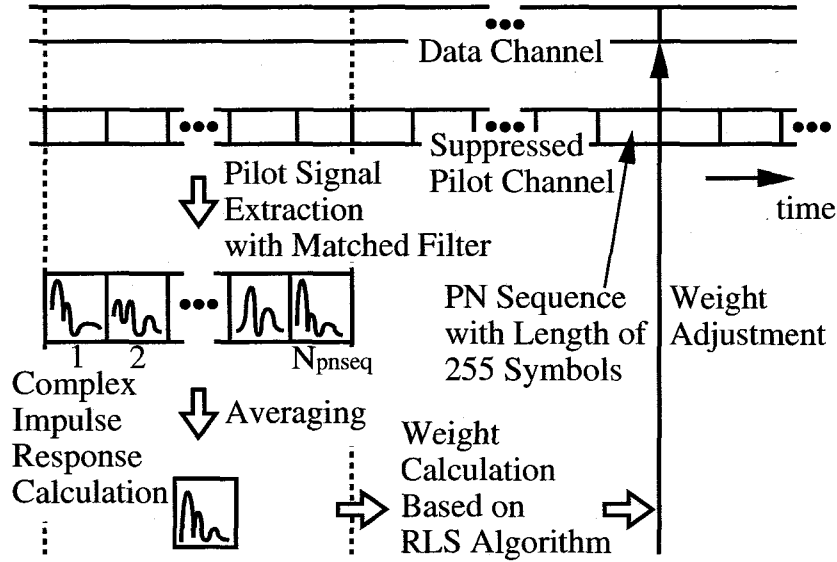 Data Channel
Suppressed
Pilot Channel
time
Pilot Signal
Extraction
with Matched Filter
PN Sequence
with Length of
255 Symbols
Weight
Adjustment
1 2 Npnseq
Complex
Impulse
Response
Calculation
Averaging
Weight
Calculation
Based on
RLS Algorithm